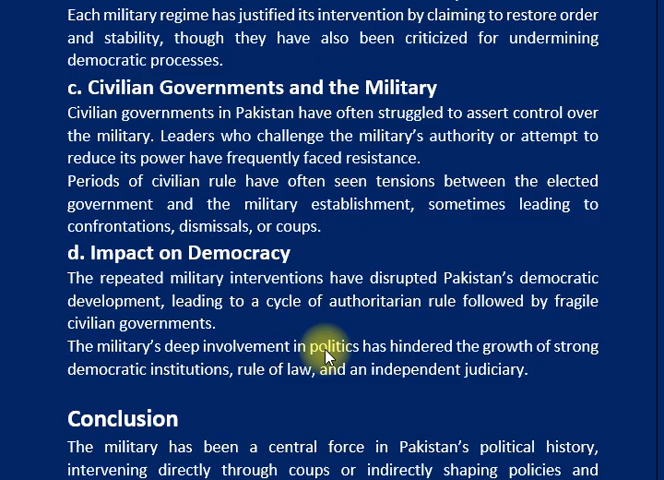 Each military regime has justified its intervention by claiming to restore order
and stability, though they have also been criticized for undermining
democratic processes.
c. Civilian Governments and the Military
Civilian governments in Pakistan have often struggled to assert control over
the military. Leaders who challenge the military's authority or attempt to
reduce its power have frequently faced resistance.
Periods of civilian rule have often seen tensions between the elected
government and the military establishment, sometimes leading to
confrontations, dismissals, or coups.
d. Impact on Democracy
The repeated military interventions have disrupted Pakistan's democratic
development, leading to a cycle of authoritarian rule followed by fragile
civilian governments.
The military's deep involvement in politics has hindered the growth of strong
democratic institutions, rule of law, and an independent judiciary.
Conclusion
The military has been a central force in Pakistan's political history,
intervening directly through coups or indirectly shaping policies and